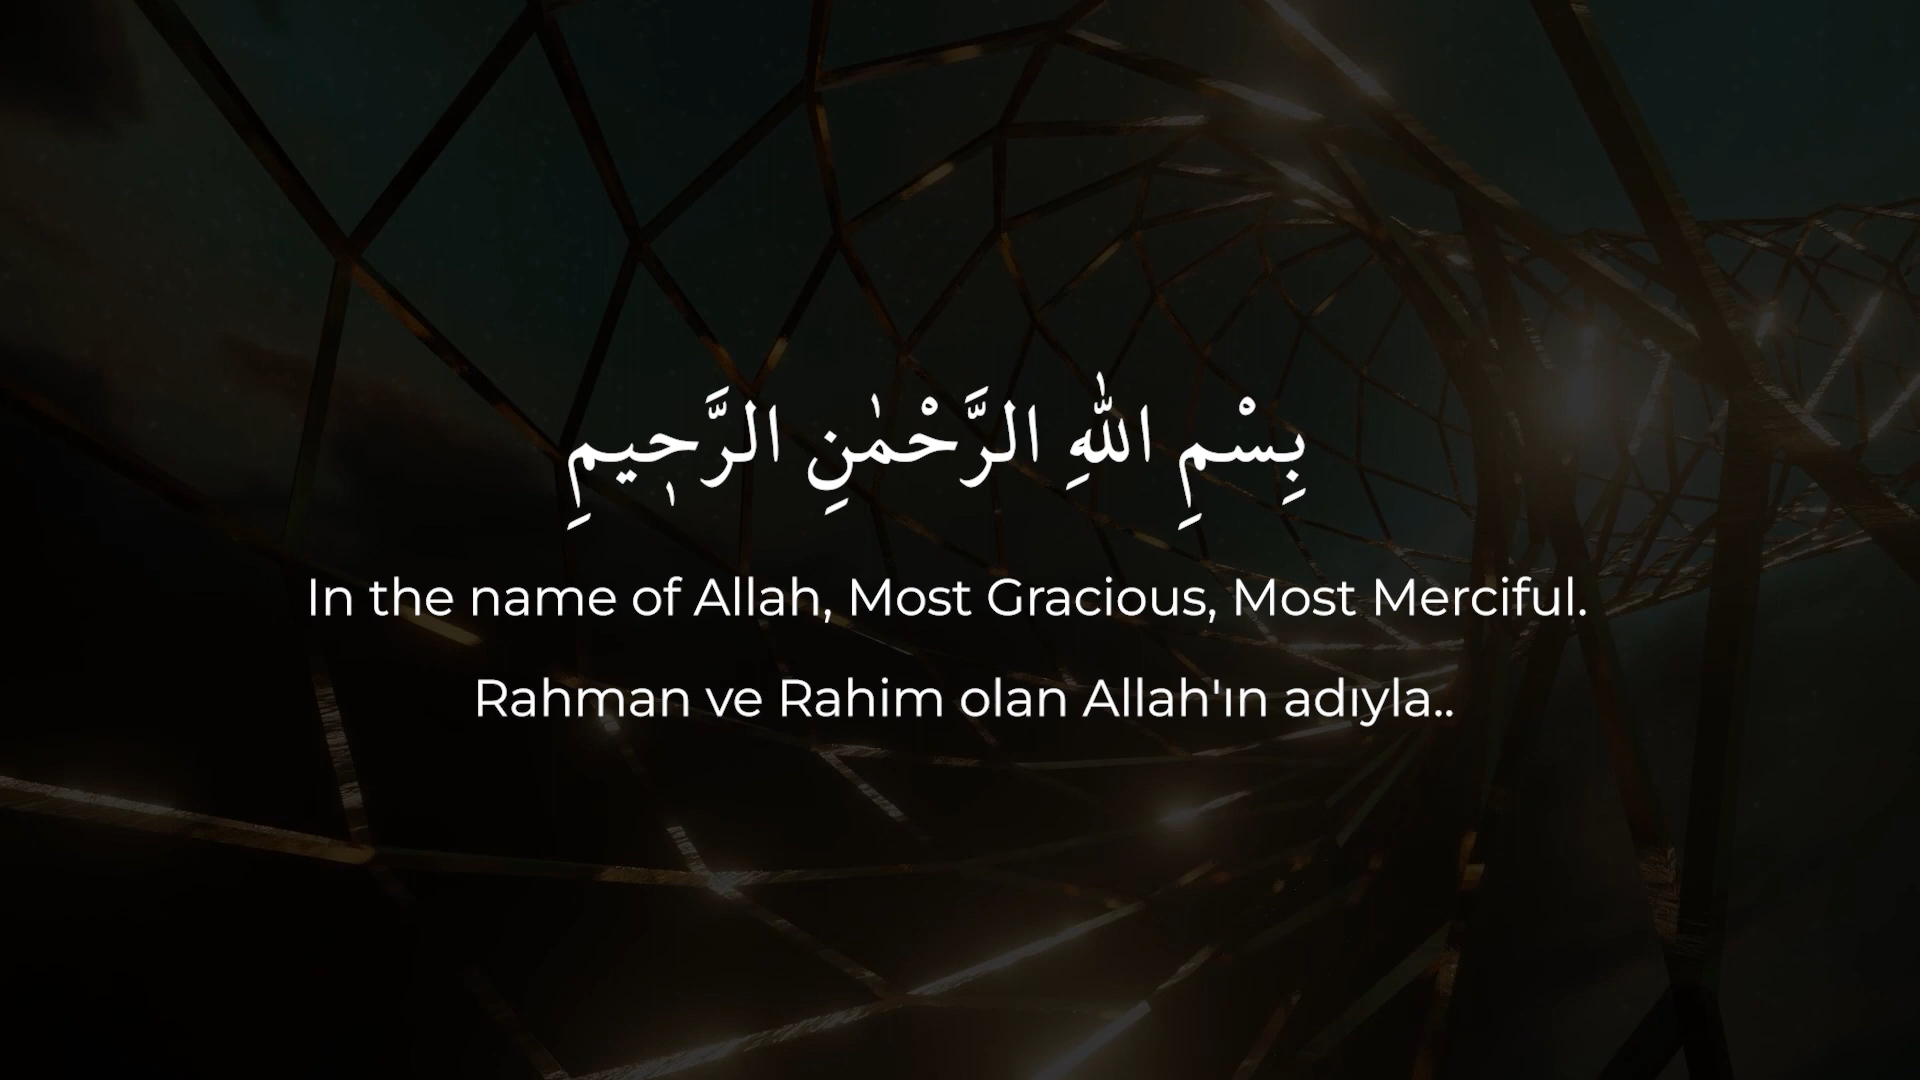 بِسْمِ اللّٰهِ الرَّحْمٰنِ الرَّحٖيمِ
In the name of Allah, Most Gracious, Most Merciful.
Rahman ve Rahim olan Allah'ın adıyla..